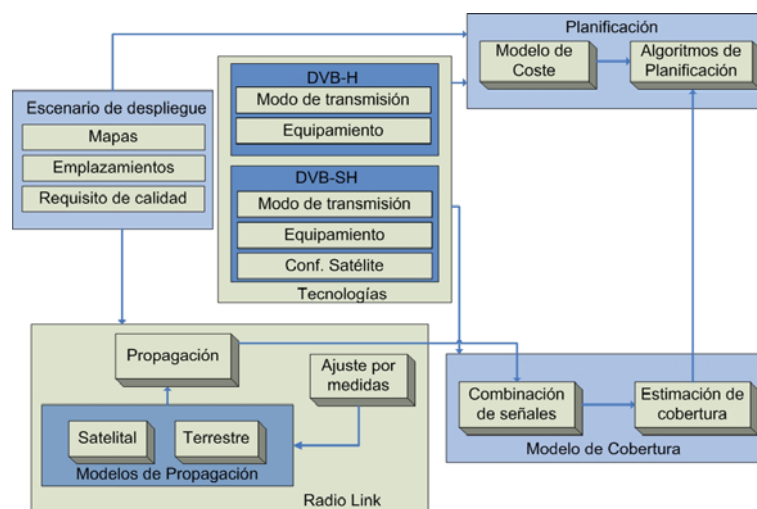 Planificación
Modelo de
Coste
Algoritmos de
Planificación
DVB-H
Modo de transmisión
Equipamiento
Escenario de despliegue
Mapas
Emplazamientos
Requisito de calidad
DVB-SH
Modo de transmisión
Equipamiento
Conf. Satélite
Tecnologías
Propagación
Ajuste por
medidas
Satelital
Terrestre
Modelos de Propagación
Radio Link
Combinación
de señales
Estimación de
cobertura
Modelo de Cobertura